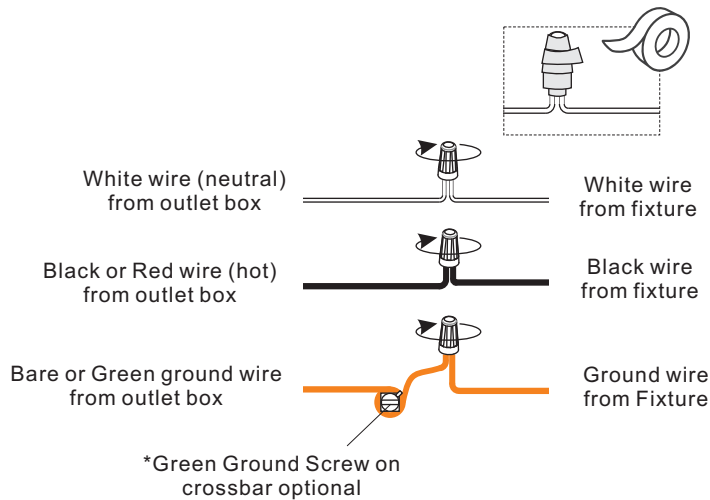 White wire (neutral)
from outlet box
White wire
from fixture
Black or Red wire (hot)
from outlet box
Black wire
from fixture
Bare or Green ground wire
from outlet box
Ground wire
from Fixture
*Green Ground Screw on
crossbar optional